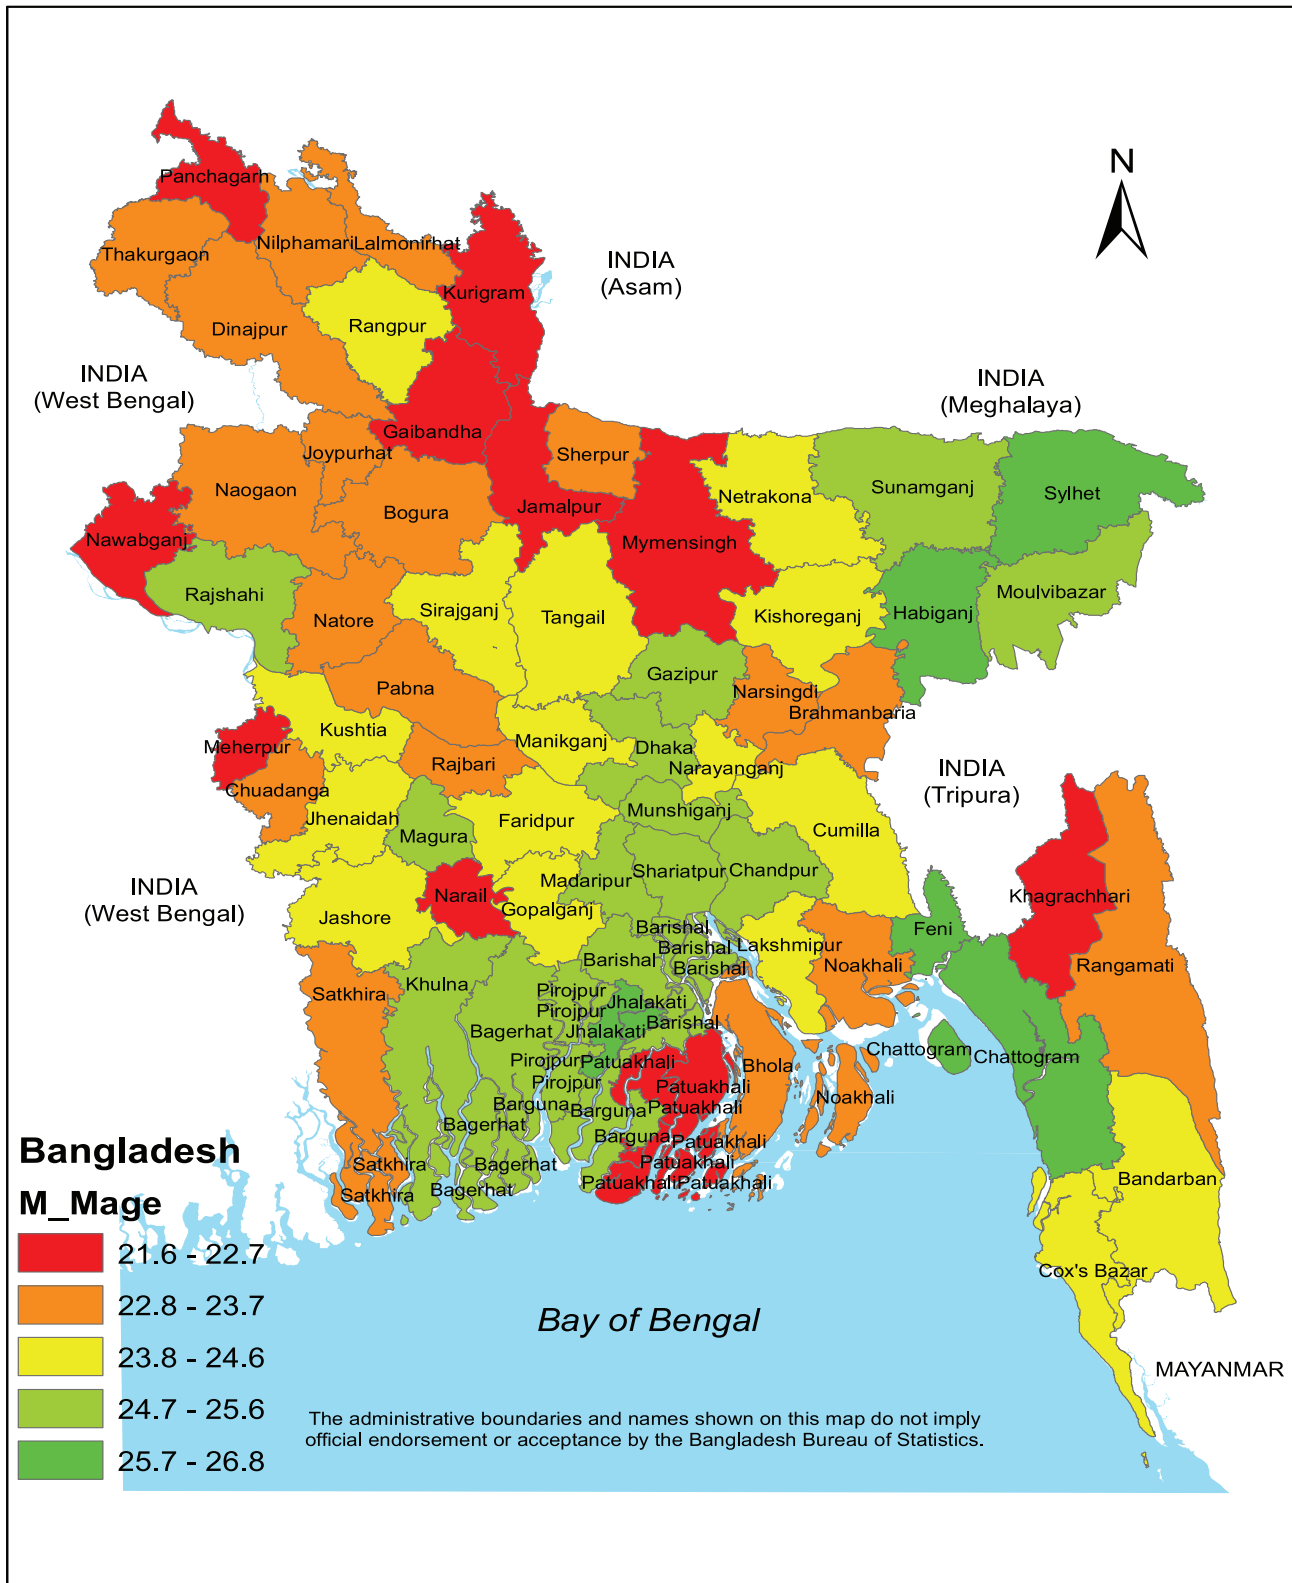 N
Panchagarh
Thakurgaon
Nilphamari
Lalmonirhat
INDIA
(Asam)
Kurigram
Dinajpur
Rangpur
INDIA
(West Bengal)
INDIA
(Meghalaya)
Gaibandha
Joypurhat
Sherpur
Naogaon
Bogura
Jamalpur
Netrakona
Sunamganj
Sylhet
Nawabganj
Mymensingh
Rajshahi
Sirajganj
Tangail
Kishoreganj
Habiganj
Moulvibazar
Natore
Gazipur
Pabna
Narsingdi
Brahmanbaria
Kushtia
Meherpur
Manikganj
Dhaka
Rajbari
Narayanganj
INDIA
(Tripura)
Chuadanga
Jhenaidah
Magura
Faridpur
Munshiganj
Cumilla
INDIA
(West Bengal)
Madaripur
Shariatpur
Chandpur
Narail
Khagrachhari
Jashore
Gopalganj
Barishal
Feni
Barishal
Lakshmipur
Barishal
Barishal
Noakhali
Rangamati
Satkhira
Khulna
Pirojpur
Jhalakati
Pirojpur
Barishal
Bagerhat
Jhalakati
Pirojpur
Patuakhali
Bhola
Chattogram
Chattogram
Pirojpur
Patuakhali
Barguna
Barguna
Patuakhali
Noakhali
Bagerhat
Barguna
Patuakhali
Satkhira
Bagerhat
Patuakhali
Satkhira
Bagerhat
Patuakhali
Patuakhali
Bandarban
Cox's Bazar
Bangladesh
M_Mage
21.6 - 22.7
22.8 - 23.7
23.8 - 24.6
24.7 - 25.6
25.7 - 26.8
Bay of Bengal
MAYANMAR
The administrative boundaries and names shown on this map do not imply
official endorsement or acceptance by the Bangladesh Bureau of Statistics.